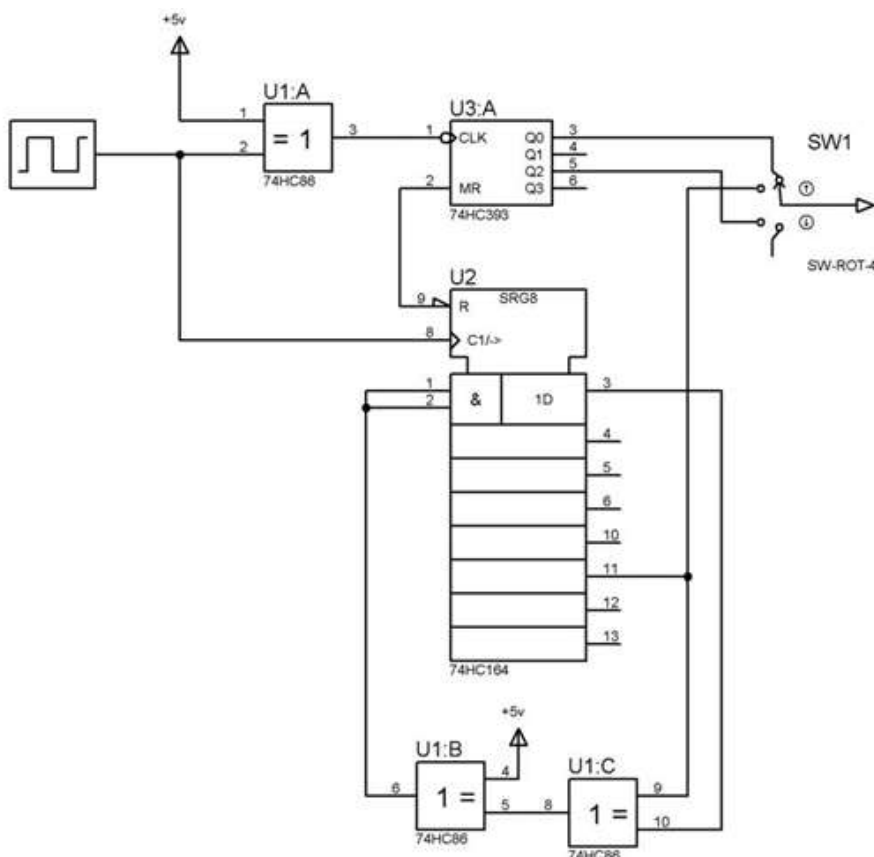 +5v
U1:A
1
2
= 1
3
74HC86
U3:A
1
CLK
2
MR
Q0
Q1
Q2
Q3
3
4
5
6
74HC393
SW1
↑
↓
SW-ROT-4
U2
SRG8
9
R
8
C1/->
1
2
&
1D
3
4
5
6
10
11
12
13
74HC164
+5v
U1:B
6
1 =
4
5
74HC86
U1:C
8
1 =
9
10
74HC86